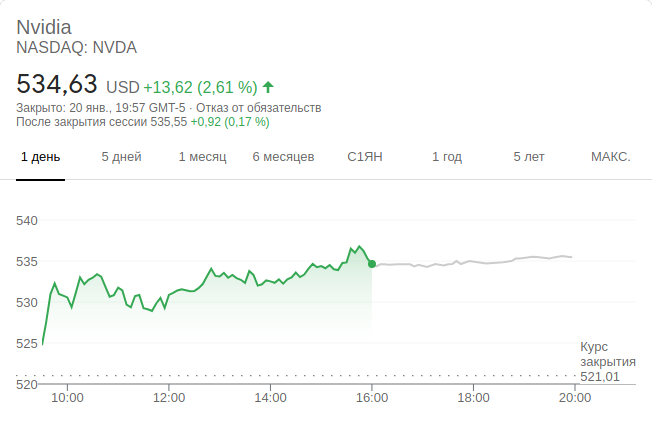 Nvidia
NASDAQ: NVDA
534,63 USD +13,62 (2,61 %)
Закрыто: 20 янв., 19:57 GMT-5 · Отказ от обязательств
После закрытия сессии 535,55 +0,92 (0,17 %)
1 день 5 дней 1 месяц 6 месяцев С1ЯН 1 год 5 лет МАКС.
540
535
530
525
Курс
закрытия
521,01
520
10:00 12:00 14:00 16:00 18:00 20:00